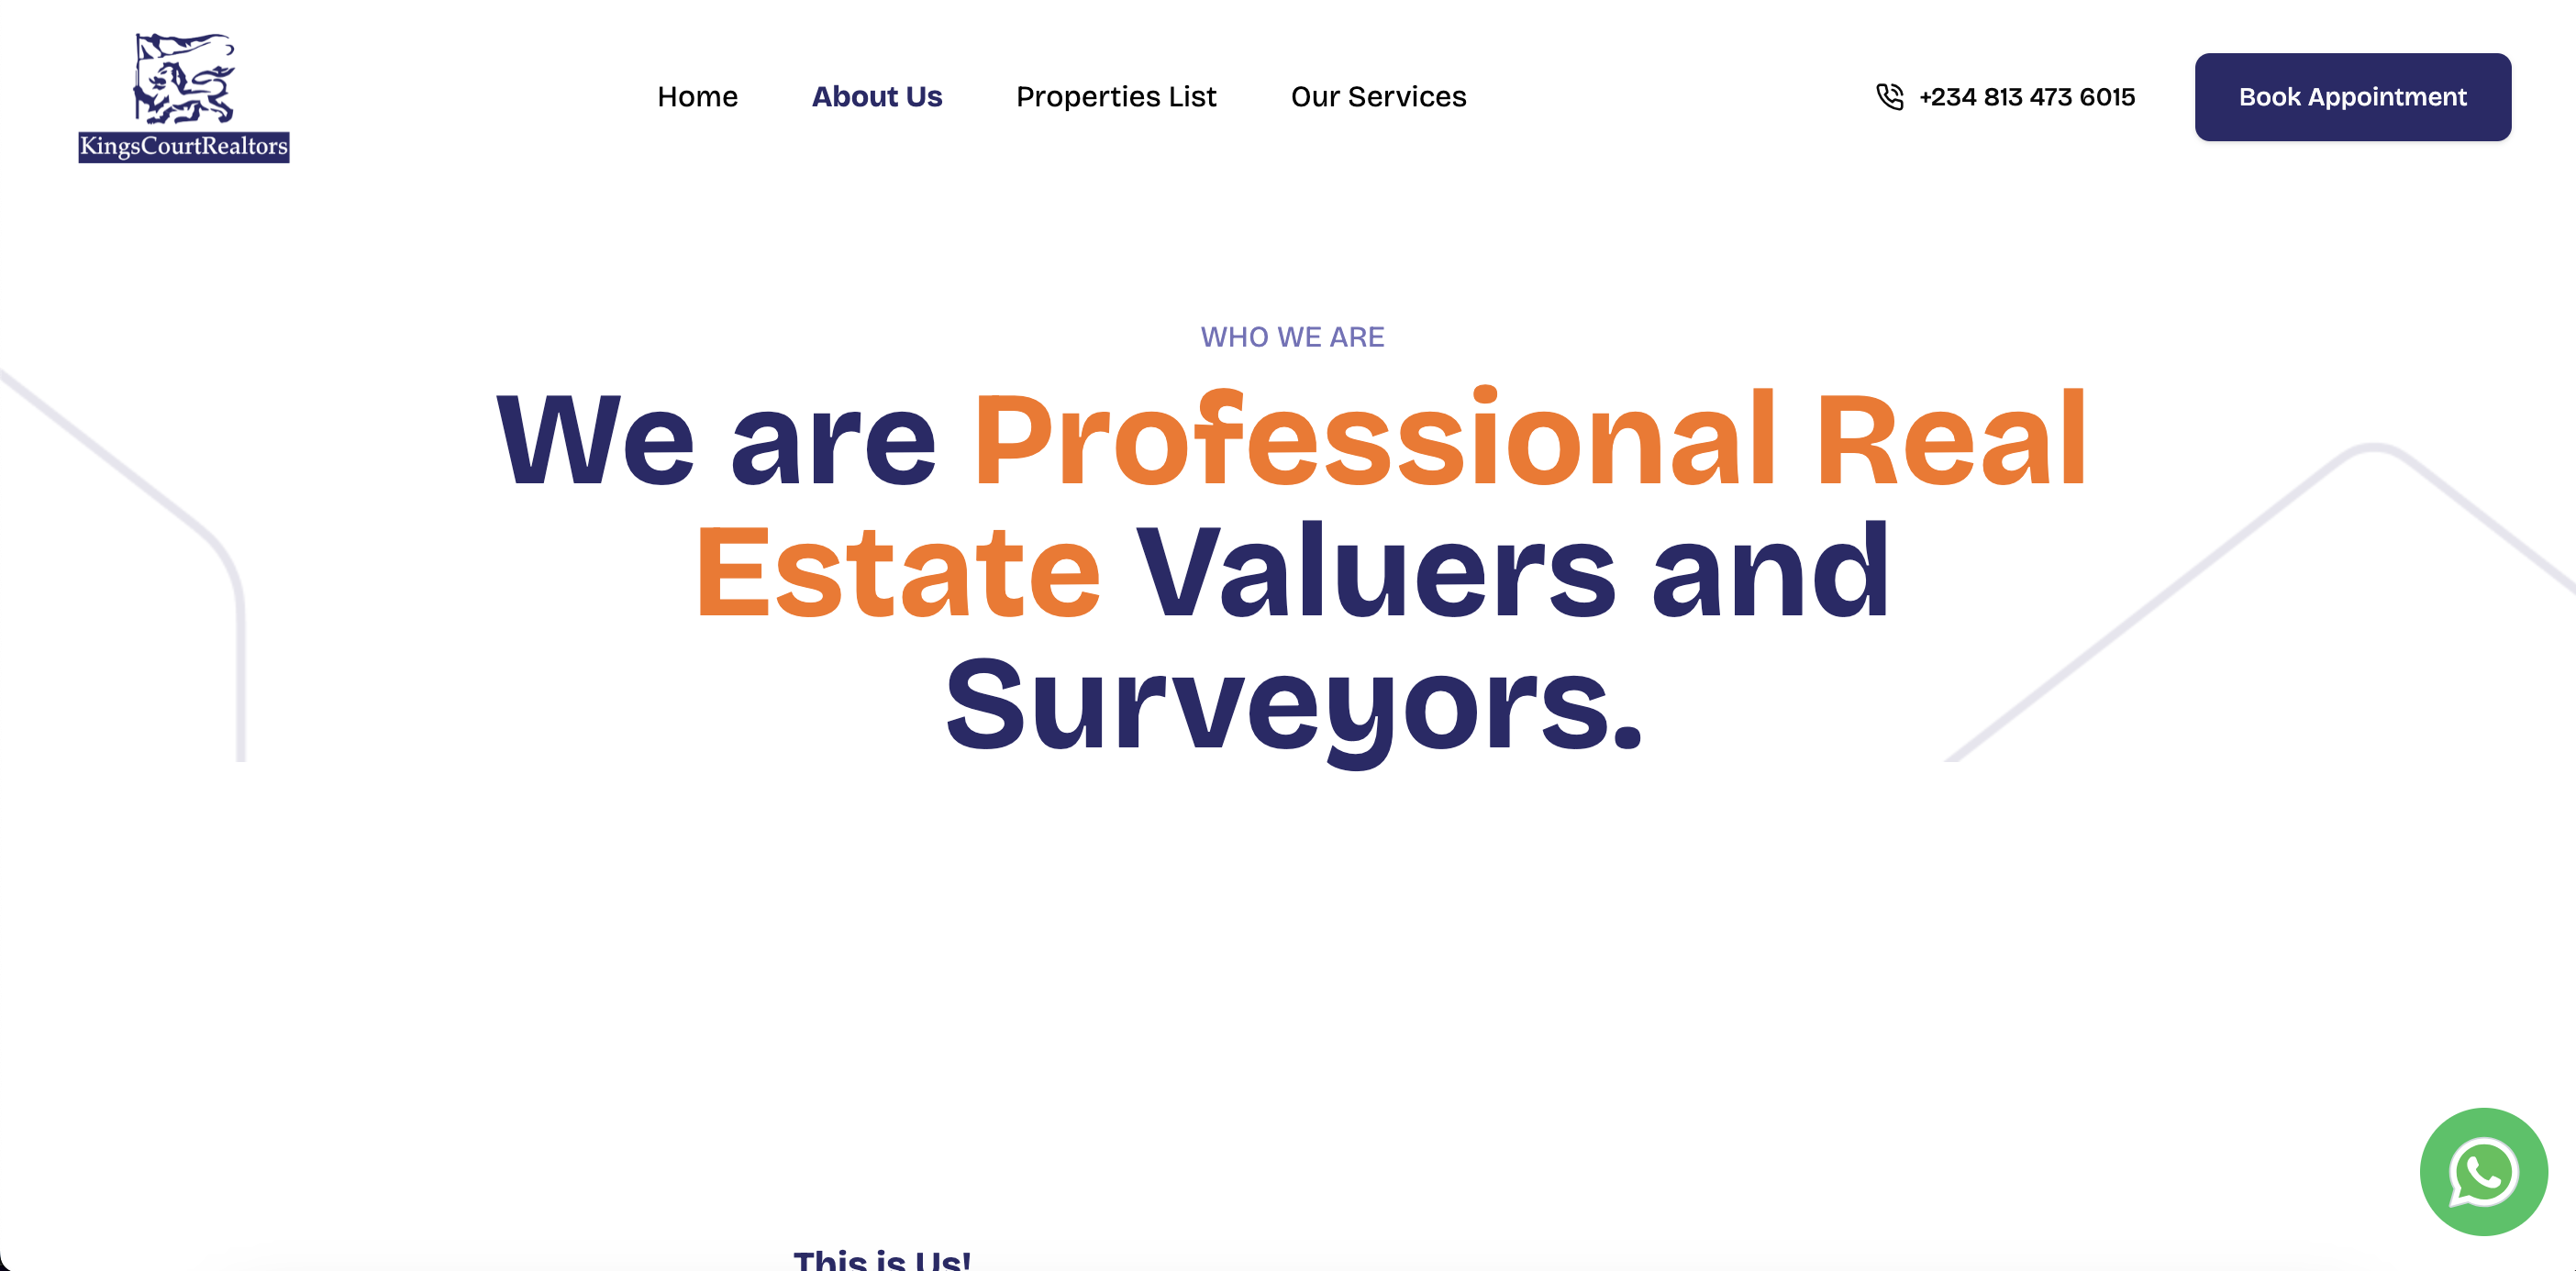 KingsCourtRealtors
Home About Us Properties List Our Services +234 813 473 6015 Book Appointment
WHO WE ARE
We are Professional Real
Estate Valuers and
Surveyors.
This is Us!